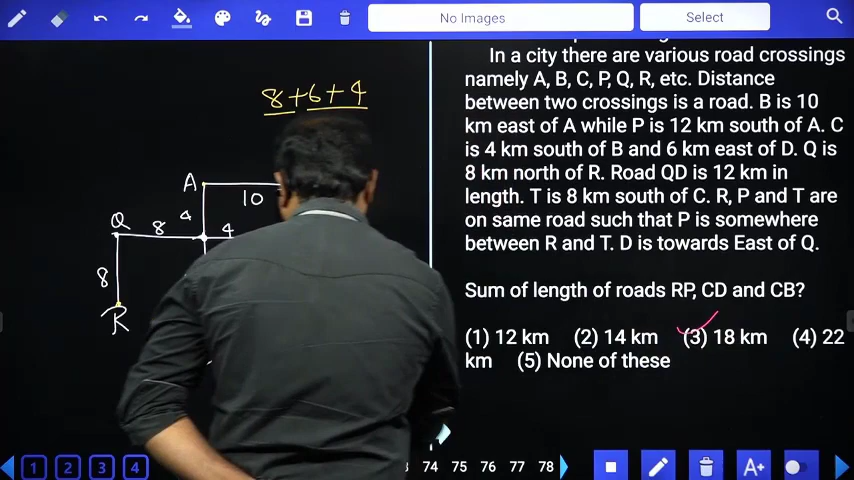 No Images
Select
In a city there are various road crossings
namely A, B, C, P, Q, R, etc. Distance
between two crossings is a road. B is 10
km east of A while P is 12 km south of A. C
is 4 km south of B and 6 km east of D. Q is
8 km north of R. Road QD is 12 km in
length. T is 8 km south of C. R, P and T are
on same road such that P is somewhere
between R and T. D is towards East of Q.
Sum of length of roads RP, CD and CB?
(1) 12 km (2) 14 km (3) 18 km (4) 22
km (5) None of these
8+6+4
A
10
4
Q
8
4
8
R
1 2 3 4
74 75 76 77 78
A+